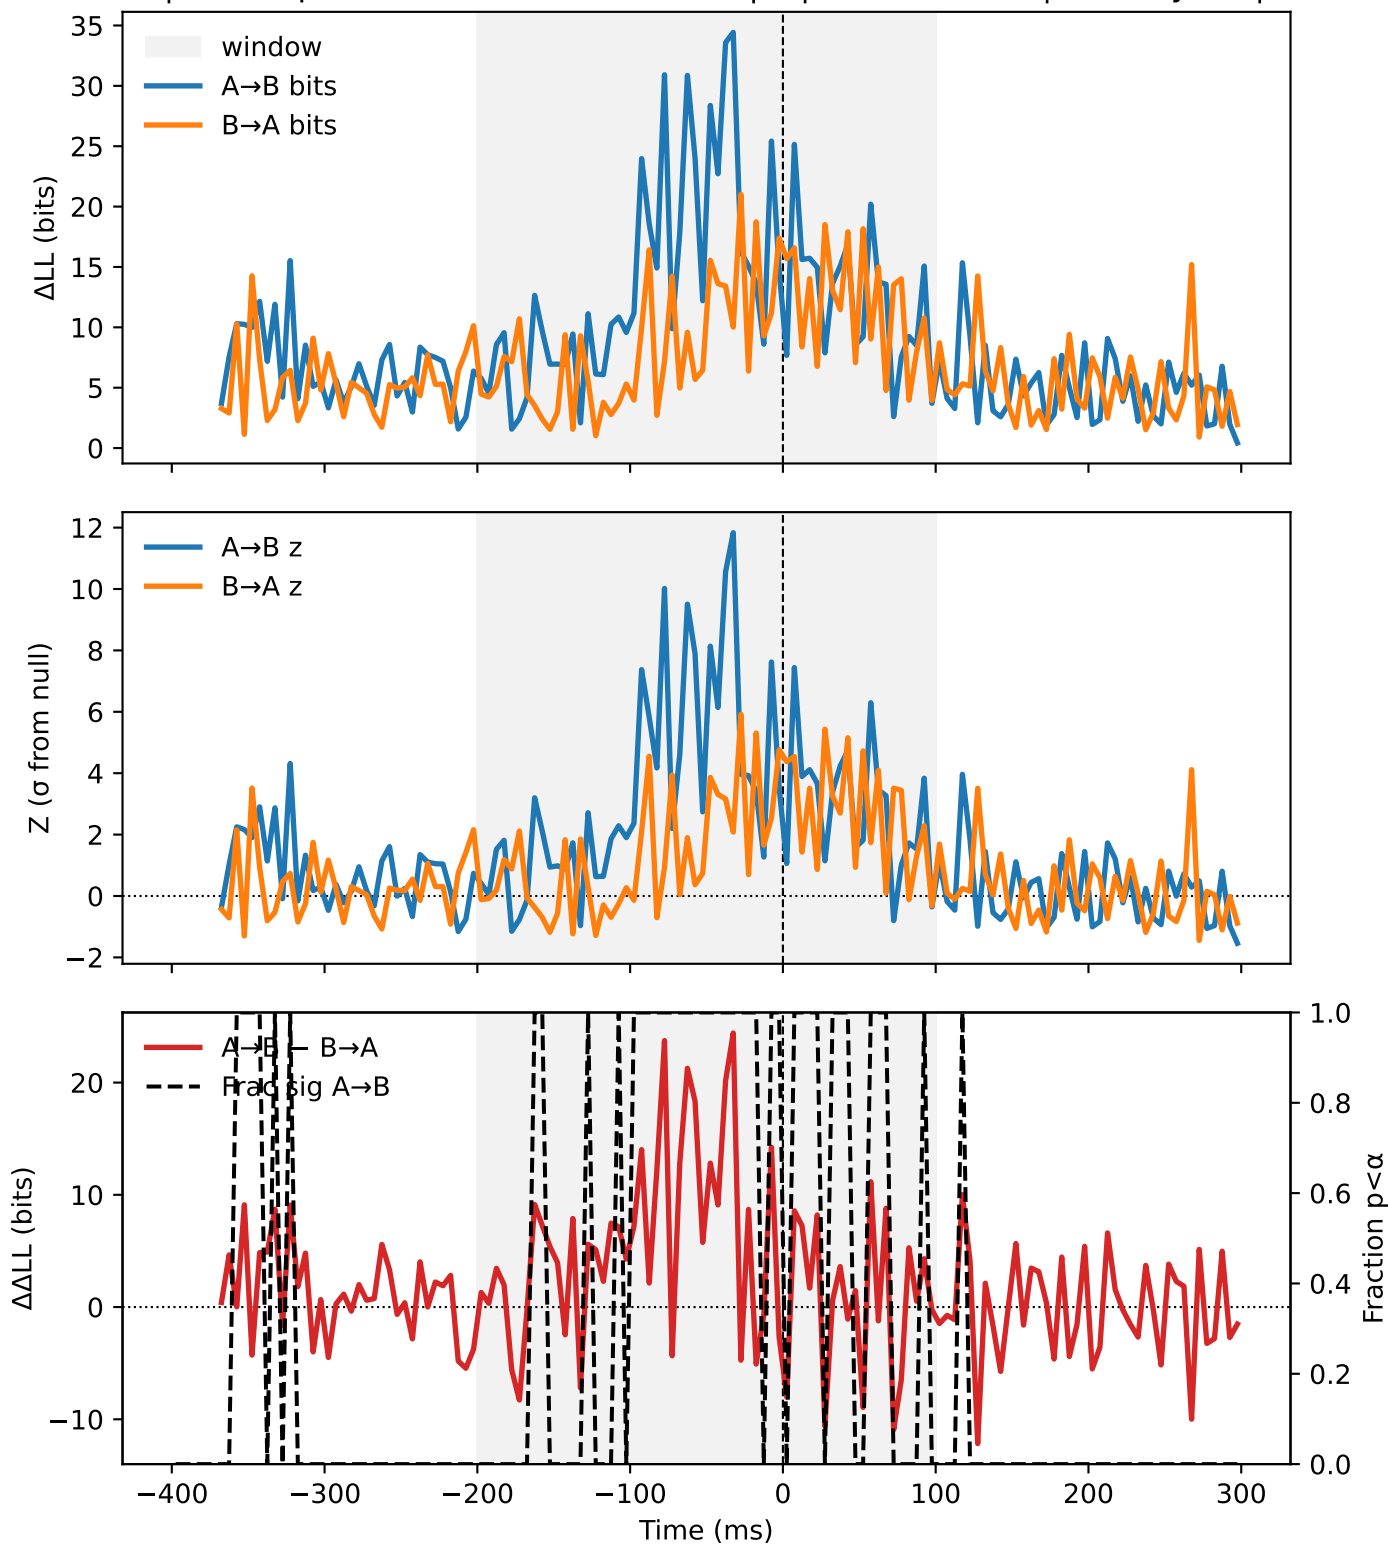 35
30
25
20
15
10
5
0
ΔLL (bits)
window
A→B bits
B→A bits
12
10
8
6
4
2
0
−2
Z (σ from null)
A→B z
B→A z
20
10
0
−10
ΔΔLL (bits)
A→B − B→A
Frac sig A→B
1.0
0.8
0.6
0.4
0.2
0.0
Fraction p<α
−400 −300 −200 −100 0 100 200 300
Time (ms)